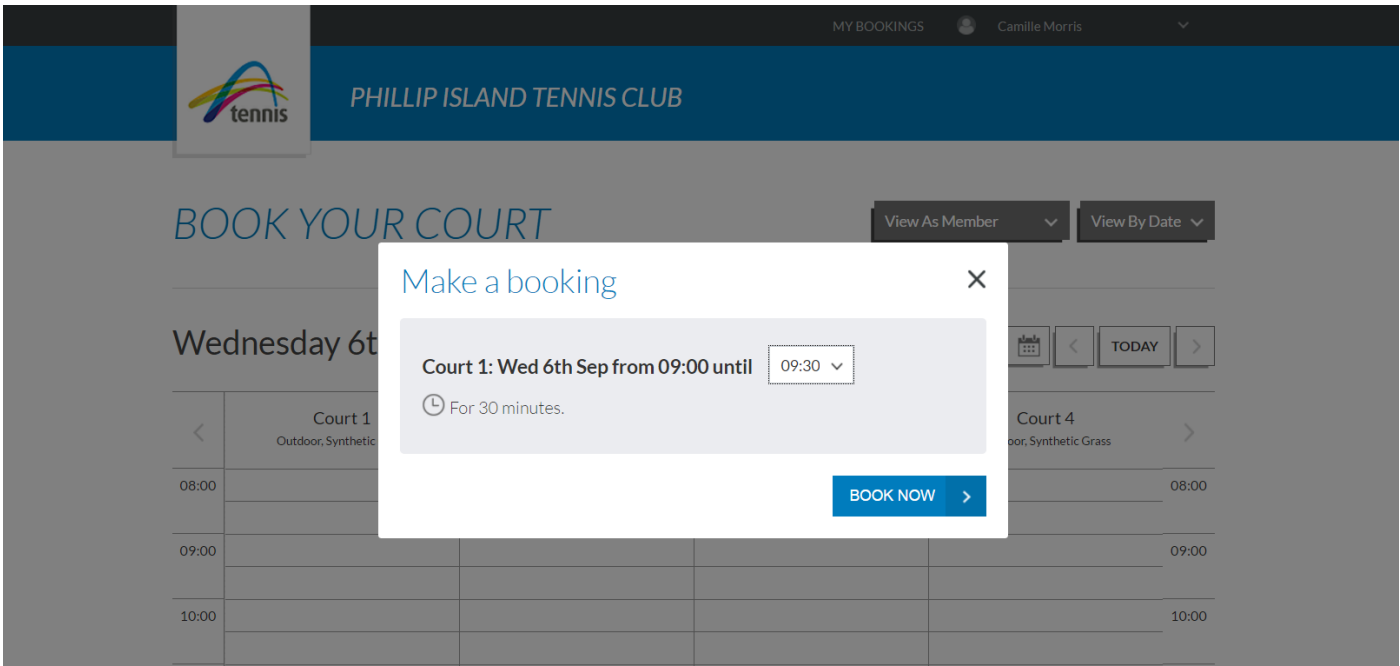 MY BOOKINGS Camille Morris
tennis
PHILLIP ISLAND TENNIS CLUB
BOOK YOUR COURT
View As Member View By Date
Make a booking
Wednesday 6t
TODAY
Court 1: Wed 6th Sep from 09:00 until 09:30
For 30 minutes.
Court 1 Court 4
Outdoor, Synthetic oor, Synthetic Grass
BOOK NOW
08:00 08:00
09:00 09:00
10:00 10:00